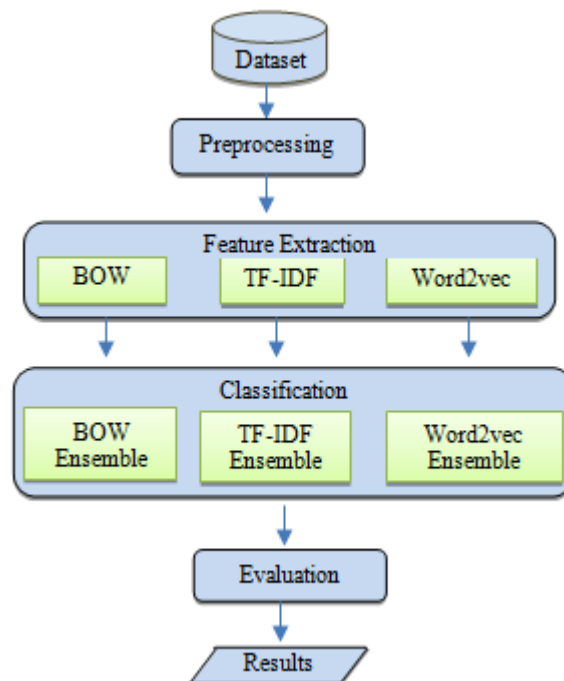 Dataset
Preprocessing
Feature Extraction
BOW
TF-IDF
Word2vec
Classification
BOW
Ensemble
TF-IDF
Ensemble
Word2vec
Ensemble
Evaluation
Results